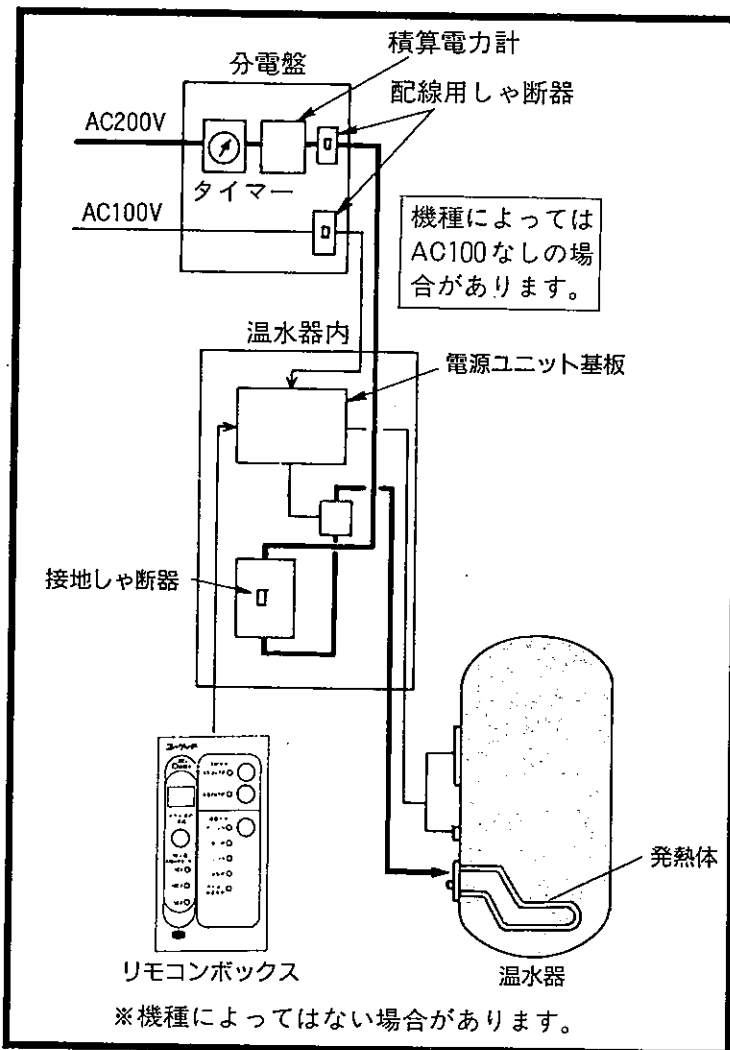 分電盤
積算電力計
配線用しゃ断器
AC200V
タイマー
AC100V
機種によっては
AC100なしの場
合があります。
温水器内
電源ユニット基板
接地しゃ断器
発熱体
リモコンボックス
温水器
※機種によってはない場合があります。